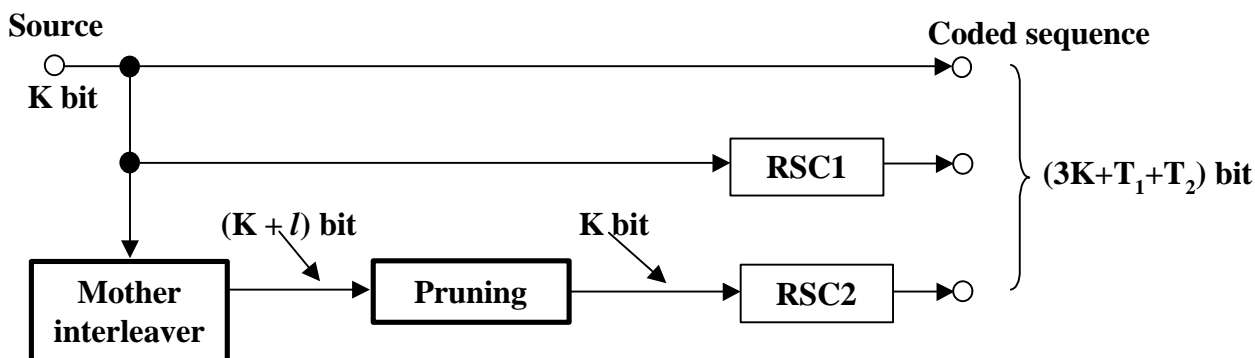 Source
K bit
Coded sequence
RSC1
(3K+T1+T2) bit
(K + l) bit
K bit
Mother
interleaver
Pruning
RSC2